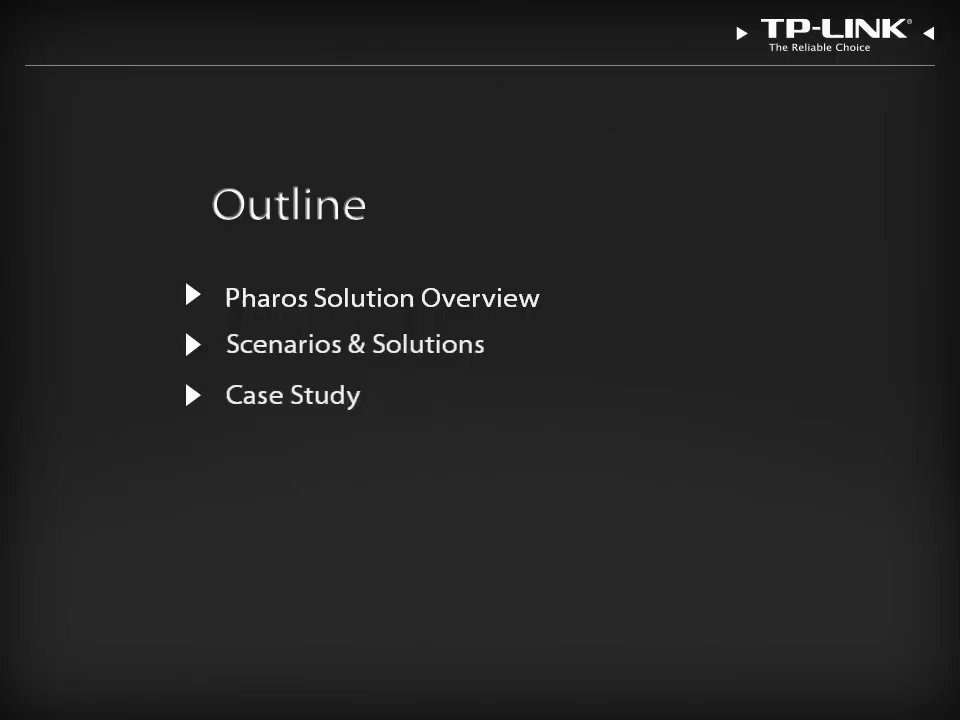 TP-LINK®
The Reliable Choice
Outline
Pharos Solution Overview
Scenarios & Solutions
Case Study